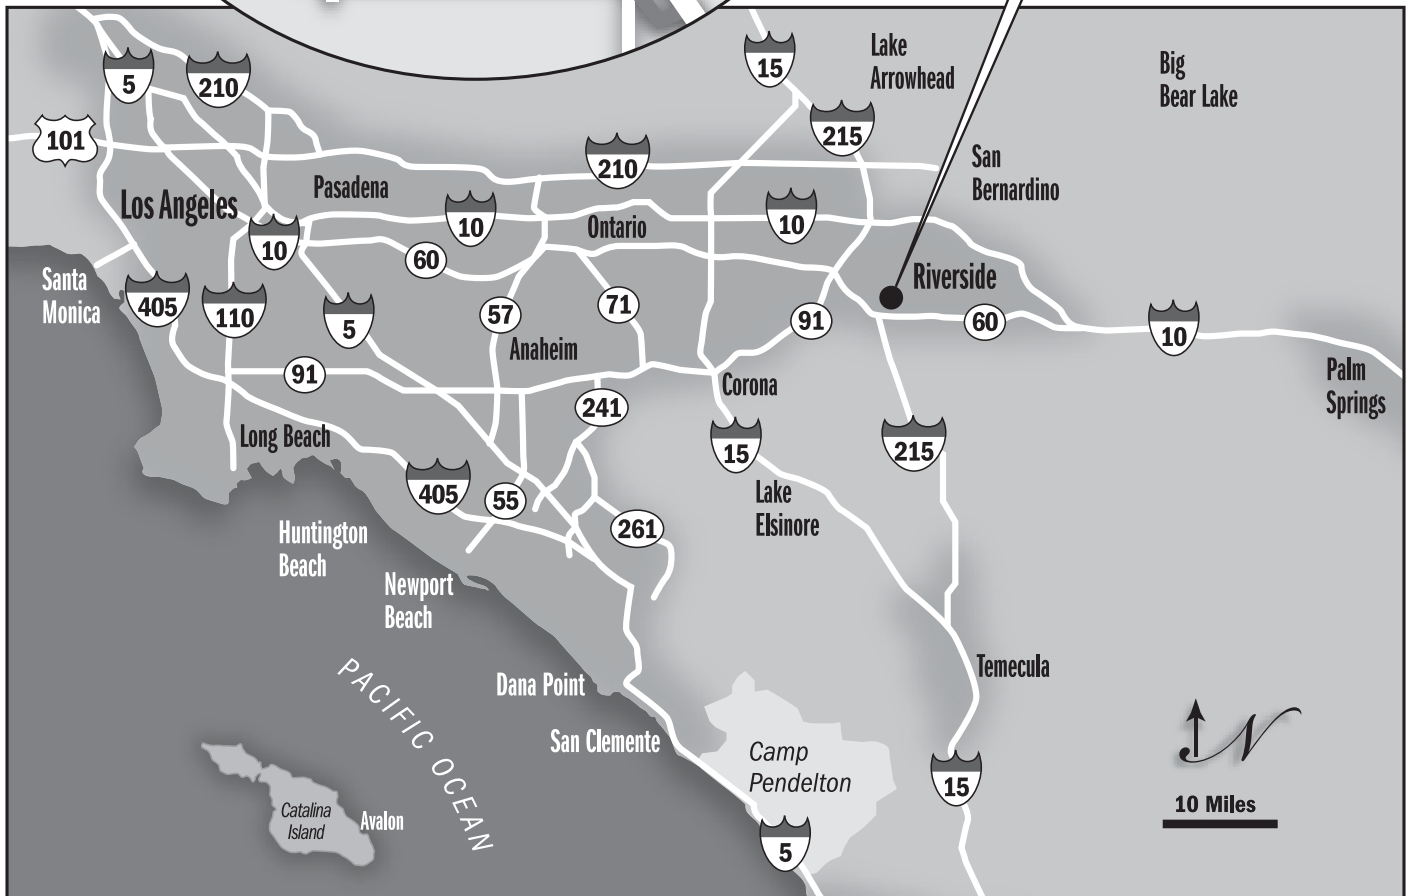 5
210
15
Lake
Arrowhead
Big
Bear Lake
101
215
210
San
Bernardino
Pasadena
Los Angeles
10
10
Ontario
10
60
Santa
Monica
405
110
5
57
71
91
Riverside
60
10
Anaheim
Palm
Springs
91
Corona
241
Long Beach
15
215
405
55
Lake
Elsinore
261
Huntington
Beach
Newport
Beach
PACIFIC OCEAN
Dana Point
Temecula
San Clemente
Camp
Pendelton
N
15
10 Miles
Catalina
Island
Avalon
5